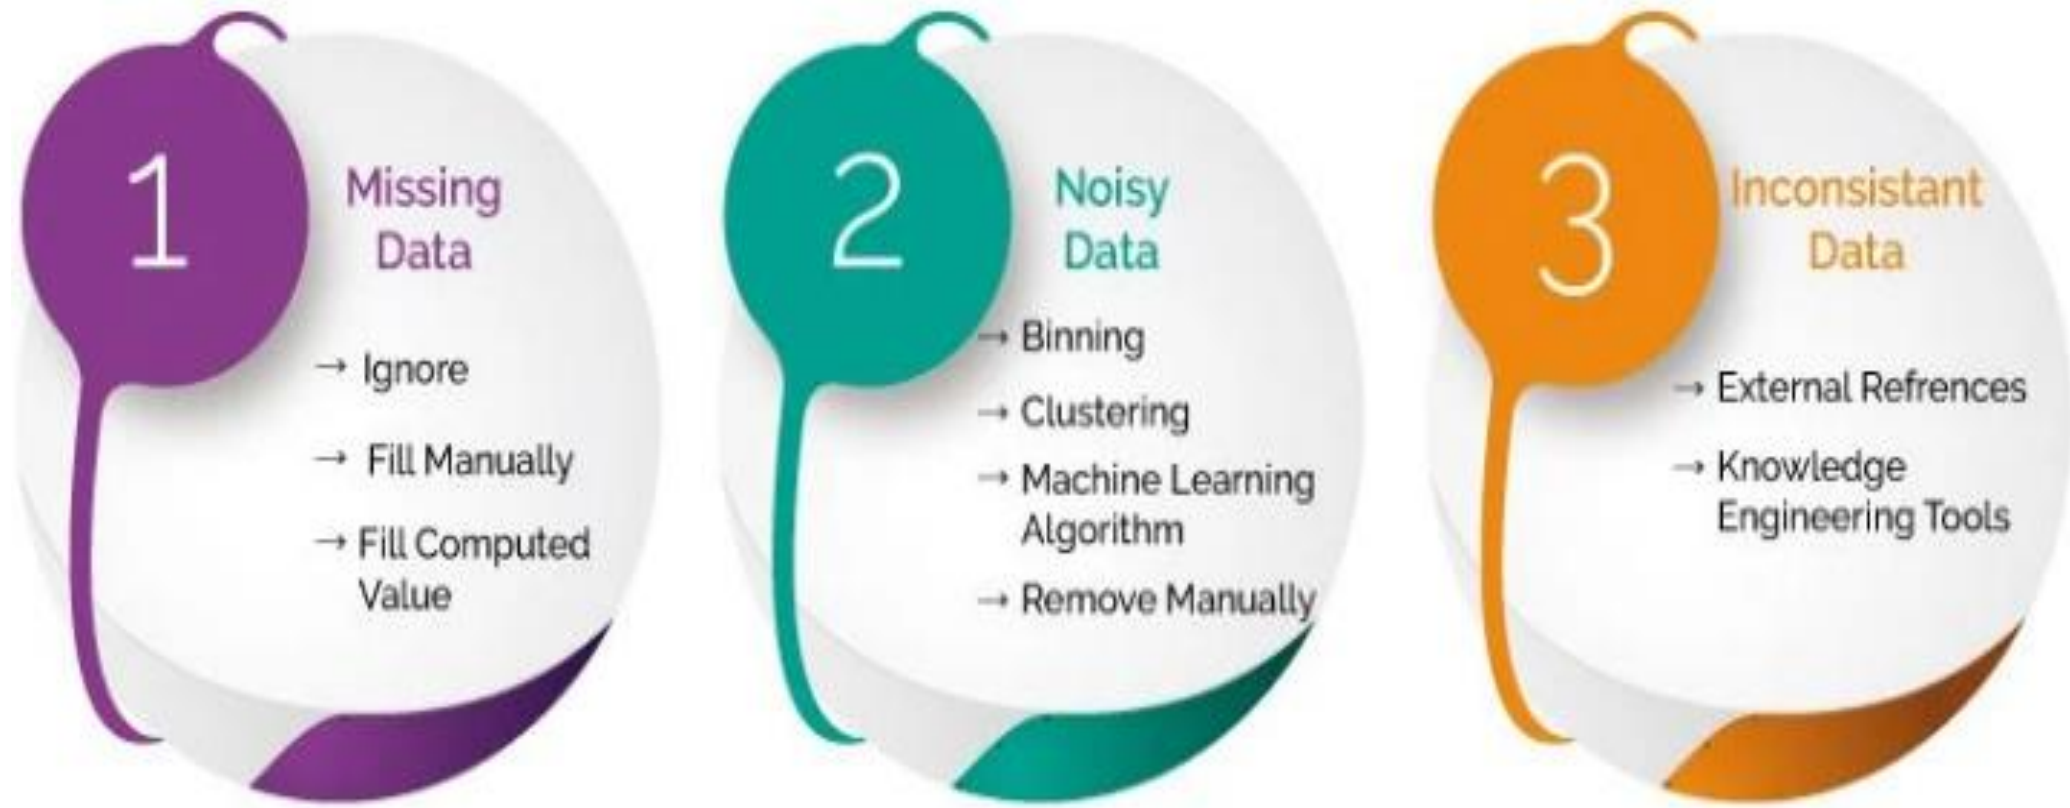 1
Missing
Data
→ Ignore
→ Fill Manually
→ Fill Computed
Value
2
Noisy
Data
→ Binning
→ Clustering
→ Machine Learning
Algorithm
→ Remove Manually
3
Inconsistant
Data
→ External Refrences
→ Knowledge
Engineering Tools